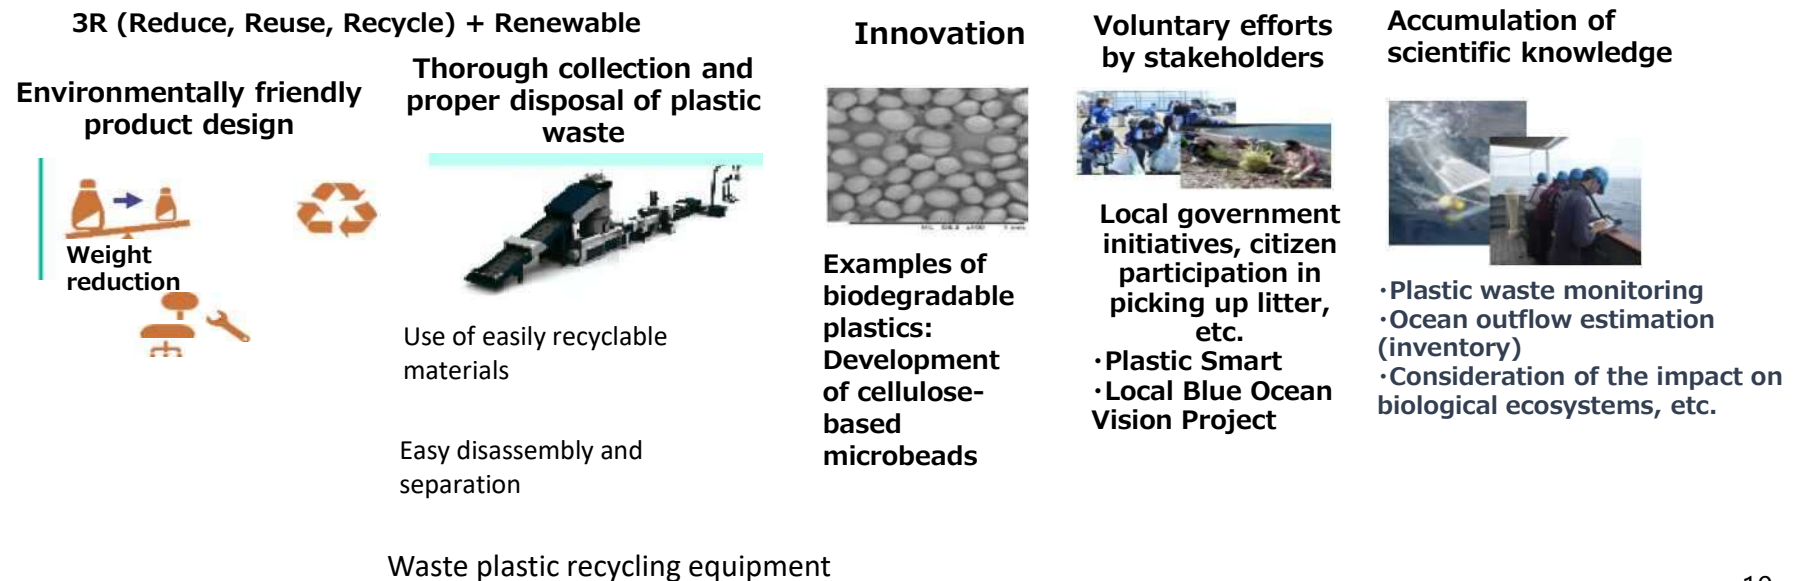 3R (Reduce, Reuse, Recycle) + Renewable
Environmentally friendly
product design
Weight
reduction
Thorough collection and
proper disposal of plastic
waste
Use of easily recyclable
materials
Easy disassembly and
separation
Waste plastic recycling equipment
Innovation
Examples of
biodegradable
plastics:
Development
of cellulose-
based
microbeads
Voluntary efforts
by stakeholders
Local government
initiatives, citizen
participation in
picking up litter,
etc.
・Plastic Smart
・Local Blue Ocean
Vision Project
Accumulation of
scientific knowledge
・Plastic waste monitoring
・Ocean outflow estimation
(inventory)
・Consideration of the impact on
biological ecosystems, etc.